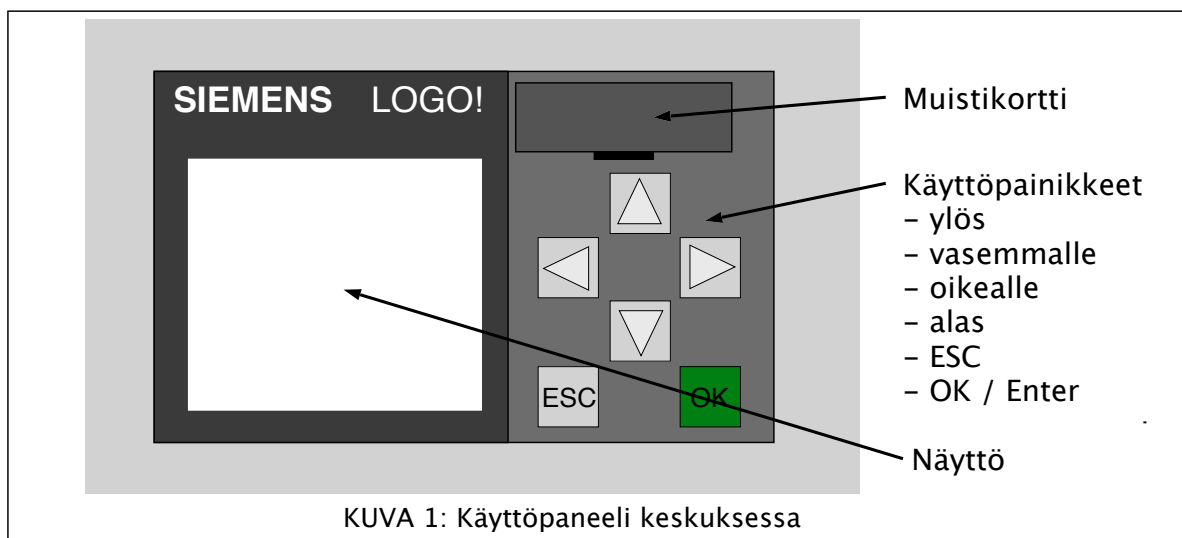 SIEMENS LOGO!
Muistikortti
Käyttöpainikkeet
- ylös
- vasemmalle
- oikealle
- alas
- ESC
- OK / Enter
ESC
OK
Näyttö
KUVA 1: Käyttöpaneeli keskuksessa